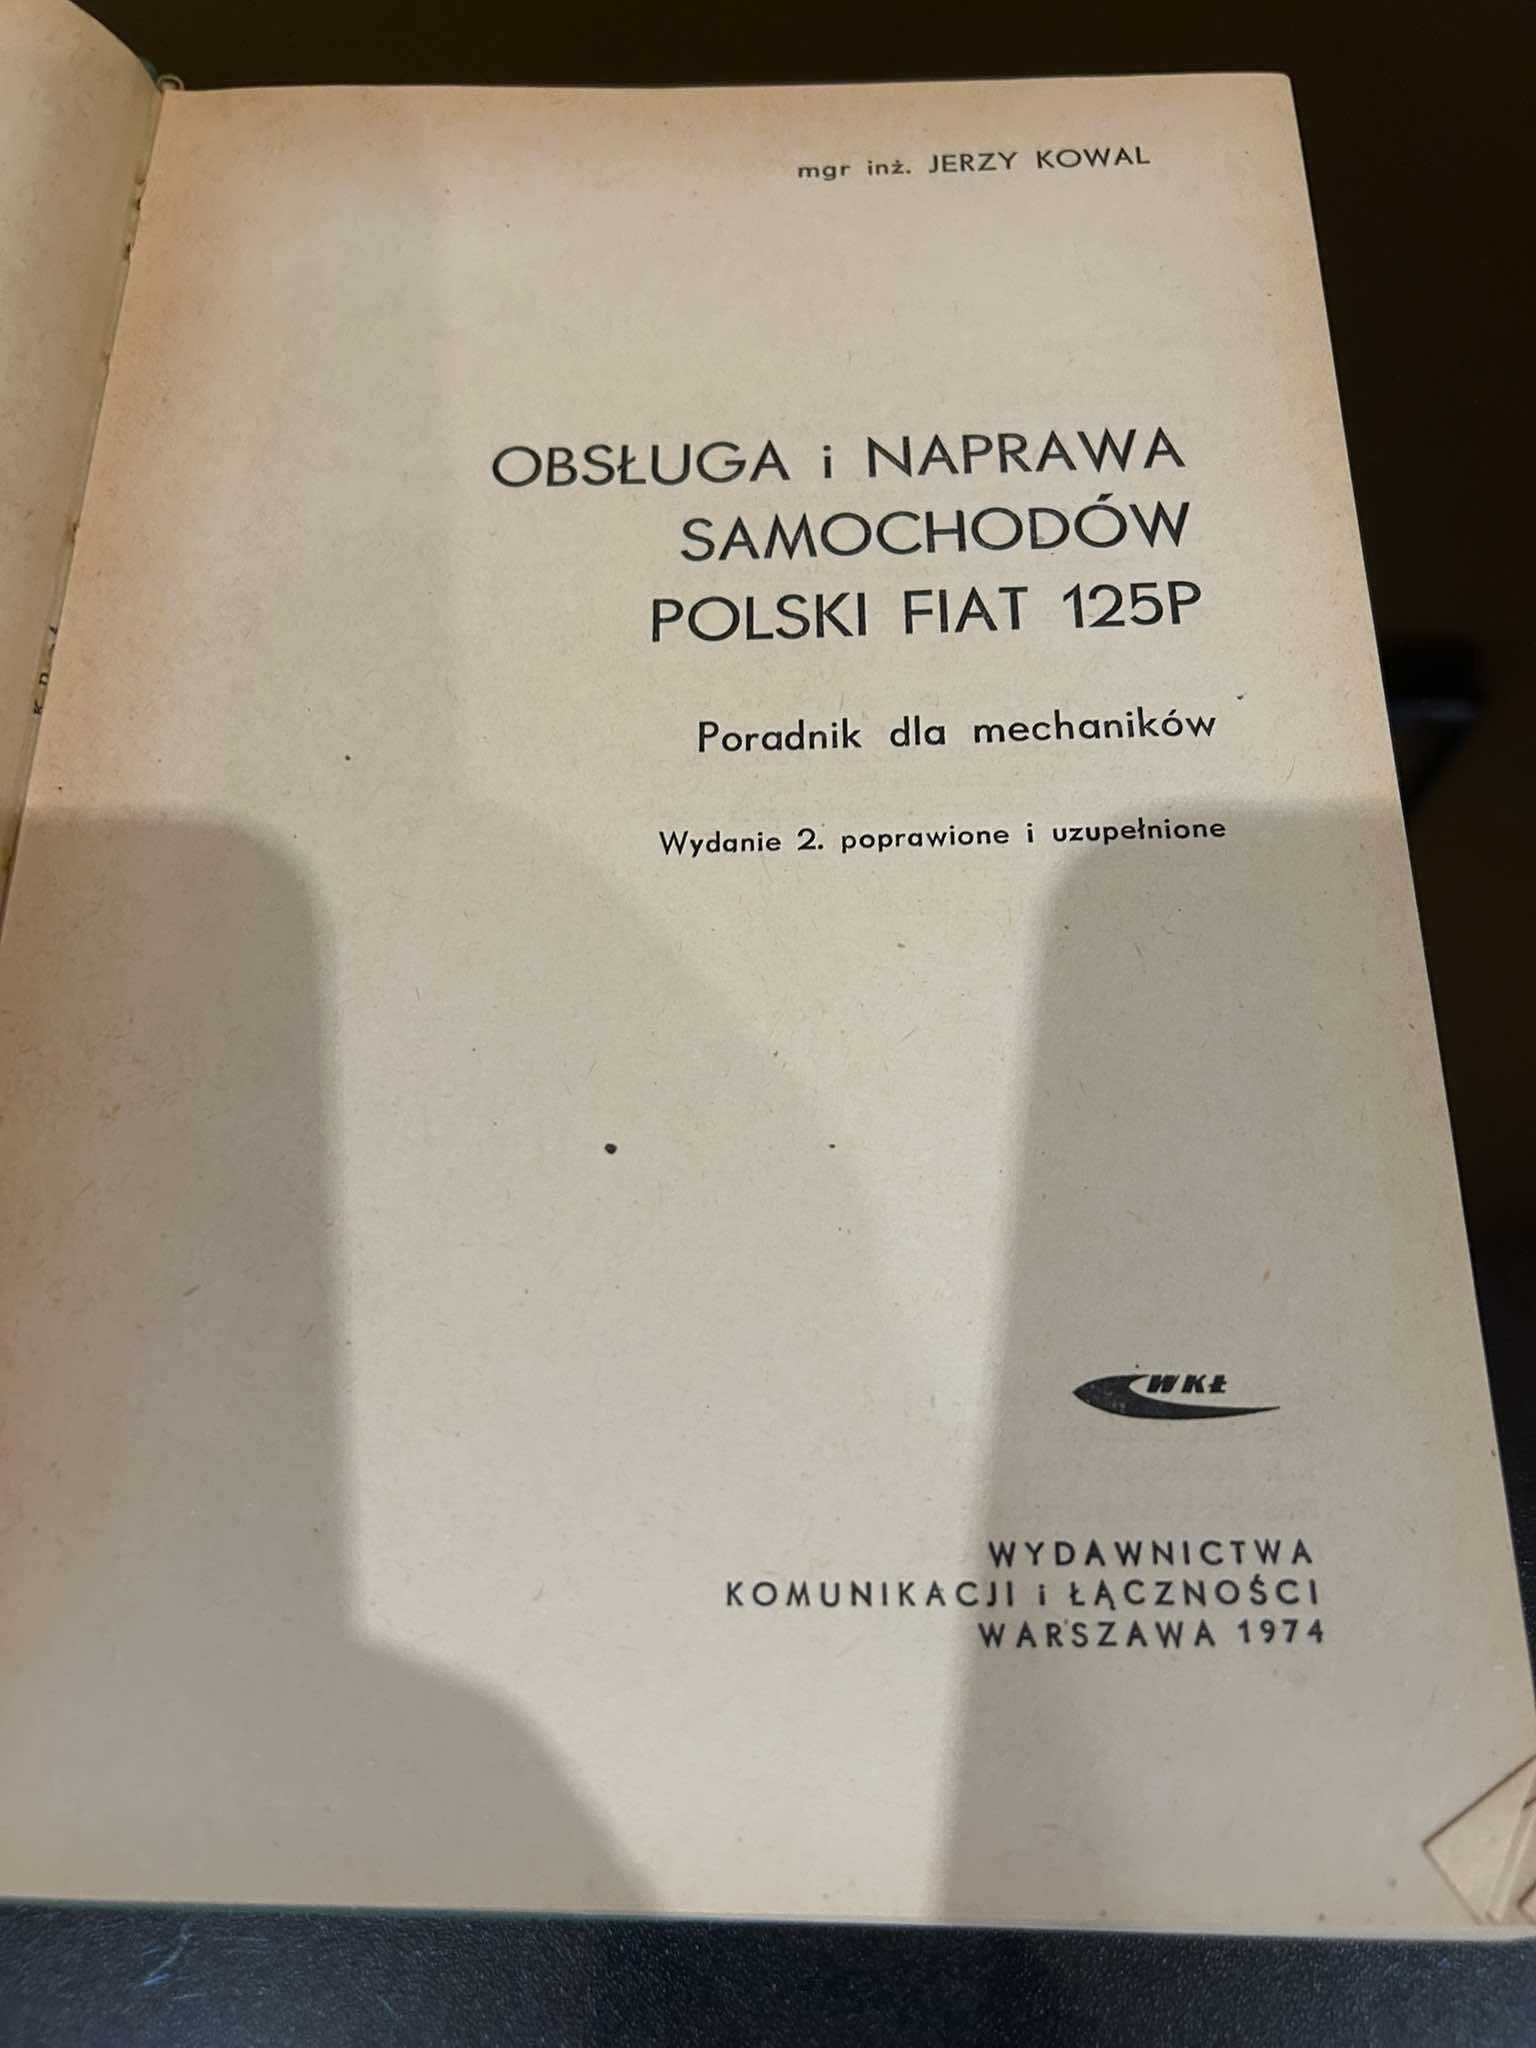 mgr inż. JERZY KOWAL
OBSŁUGA i NAPRAWA
SAMOCHODÓW
POLSKI FIAT 125P
Poradnik dla mechaników
Wydanie 2. poprawione i uzupełnione
WKŁ
WYDAWNICTWA
KOMUNIKACJI i ŁĄCZNOŚCI
WARSZAWA 1974